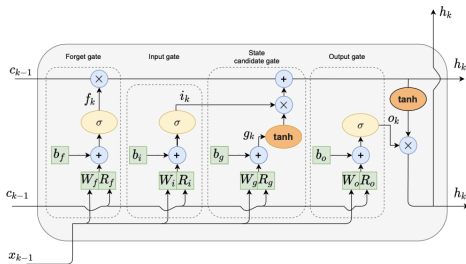 h_k
Forget gate
Input gate
State
candidate gate
Output gate
c_{k-1}
×
+
h_k
f_k
i_k
×
tanh
σ
σ
g_k
tanh
σ
o_k
×
b_f
+
b_i
+
b_g
+
b_o
+
W_f R_f
W_i R_i
W_g R_g
W_o R_o
c_{k-1}
h_k
x_{k-1}